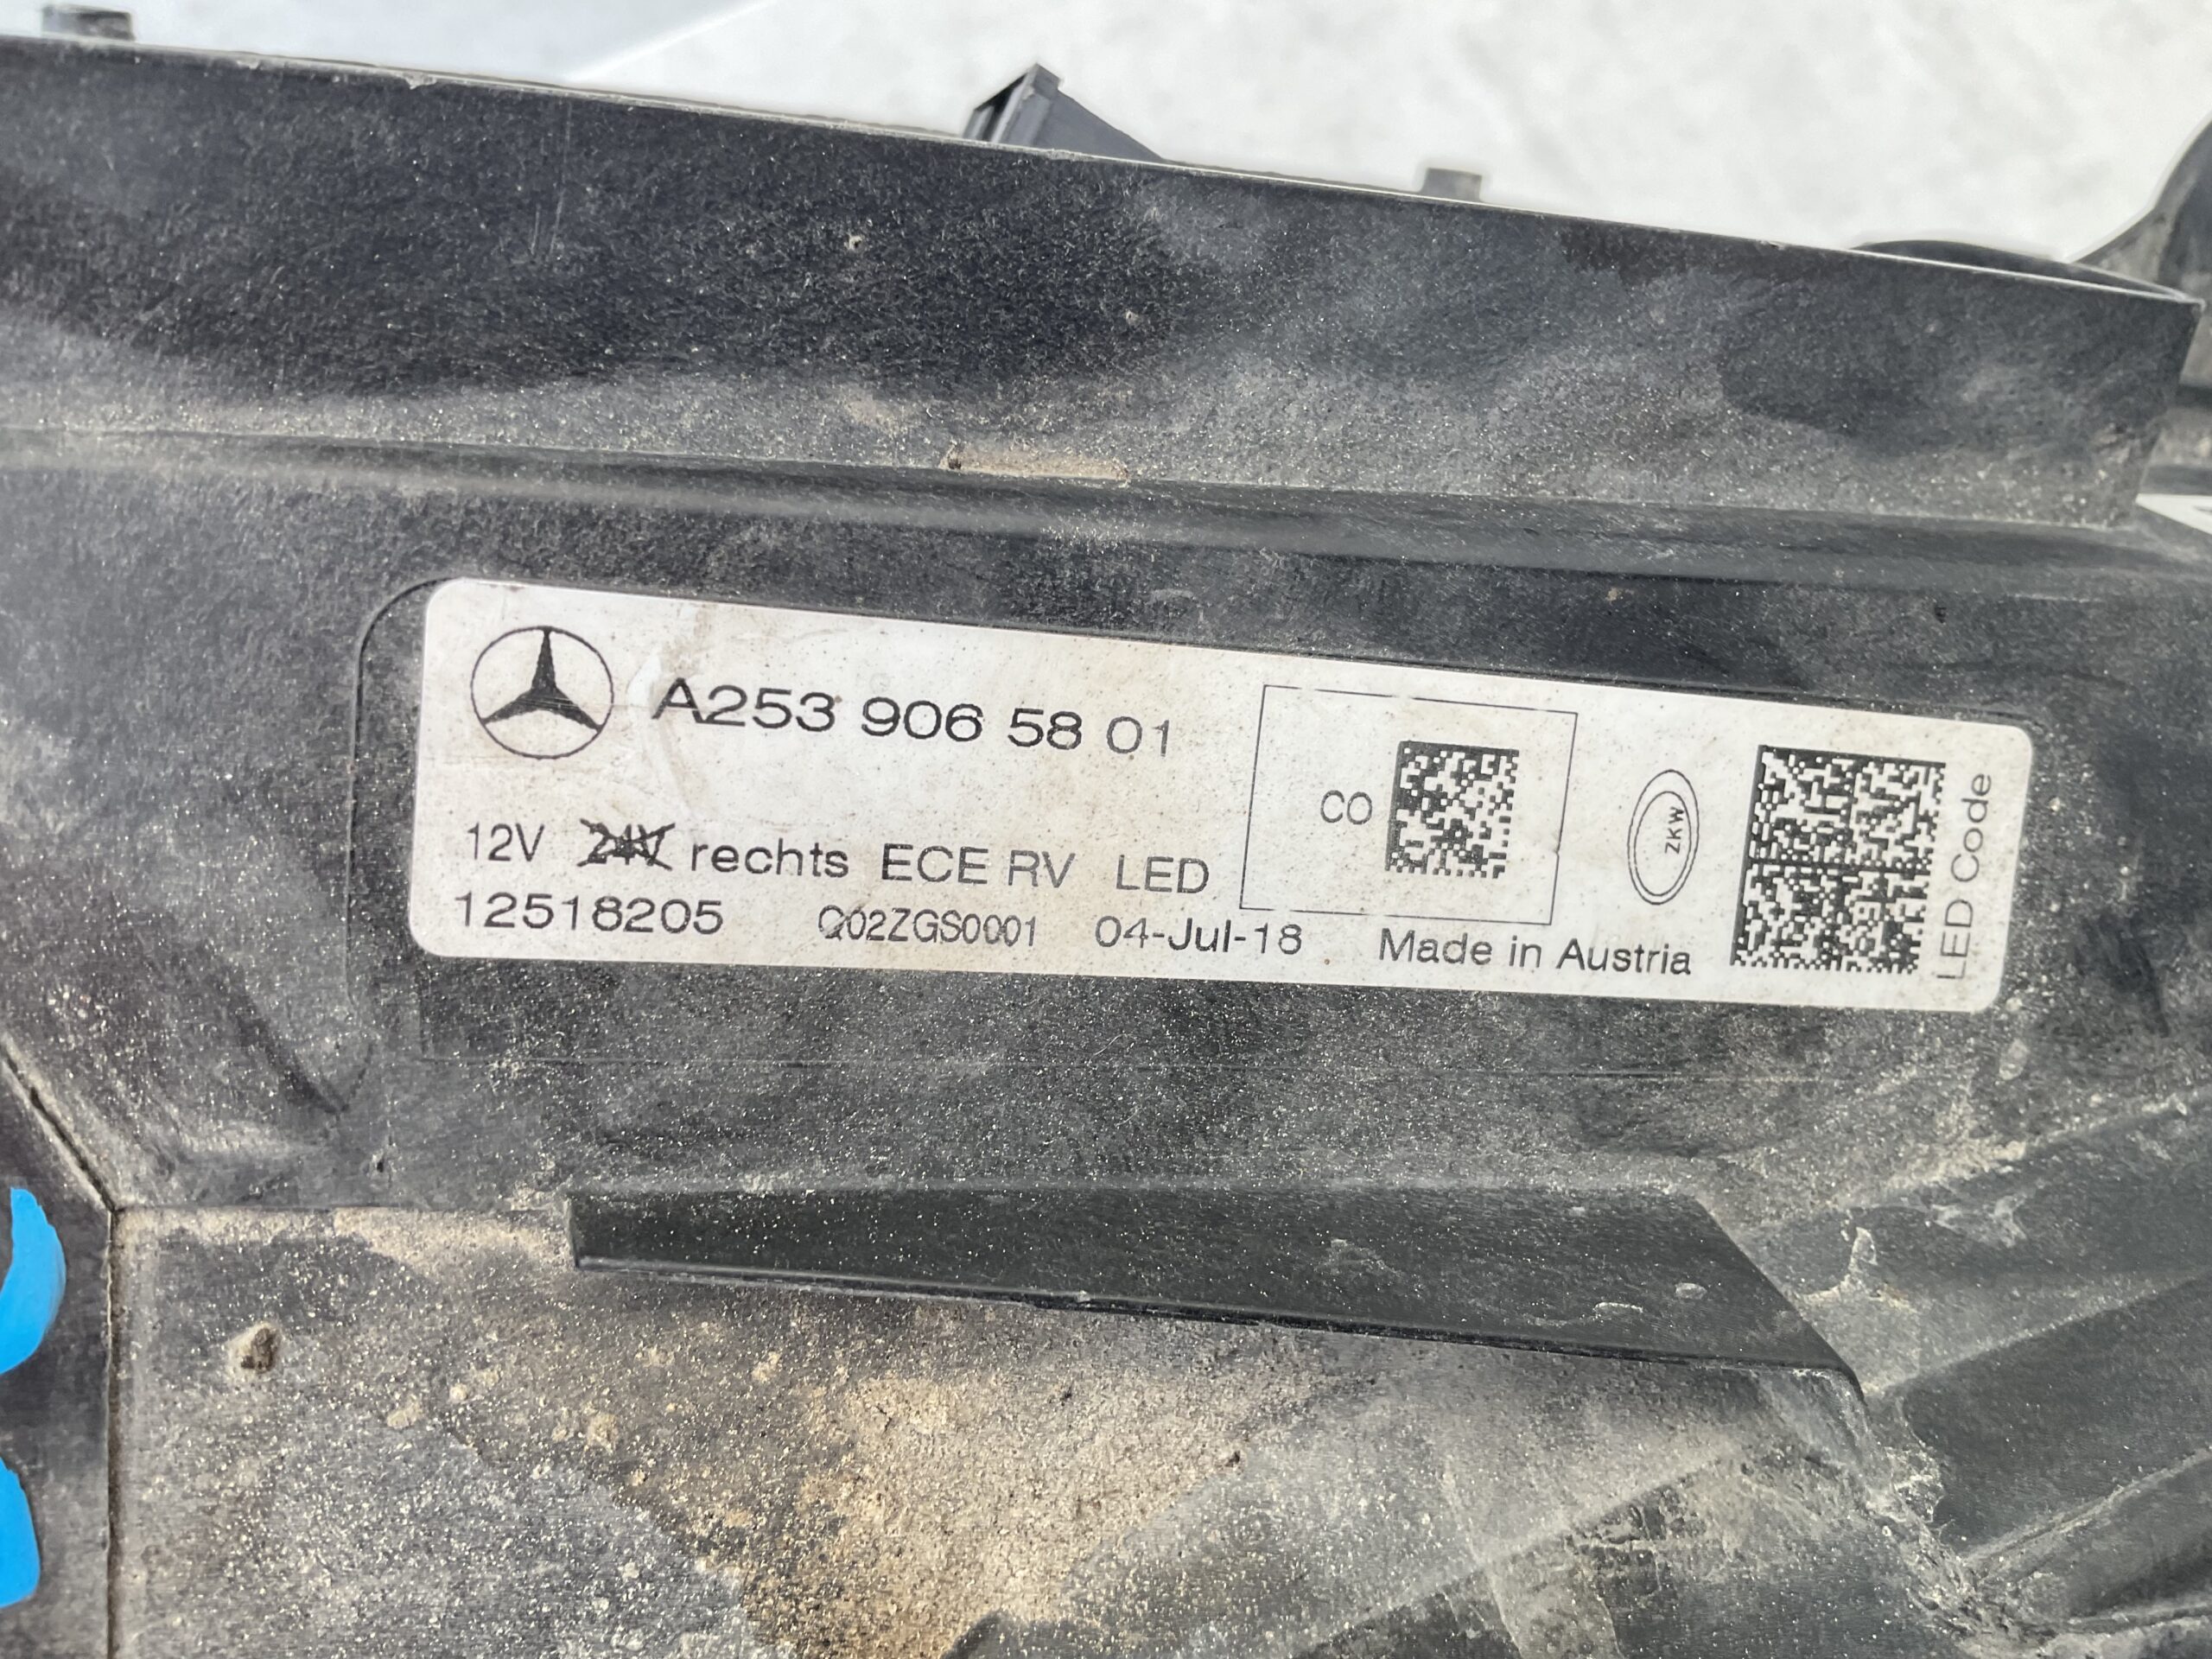 A253 906 58 01
CO
12V 24V rechts ECE RV LED
12518205 Q02ZGS0001 04-Jul-18 Made in Austria
ZKW
LED Code